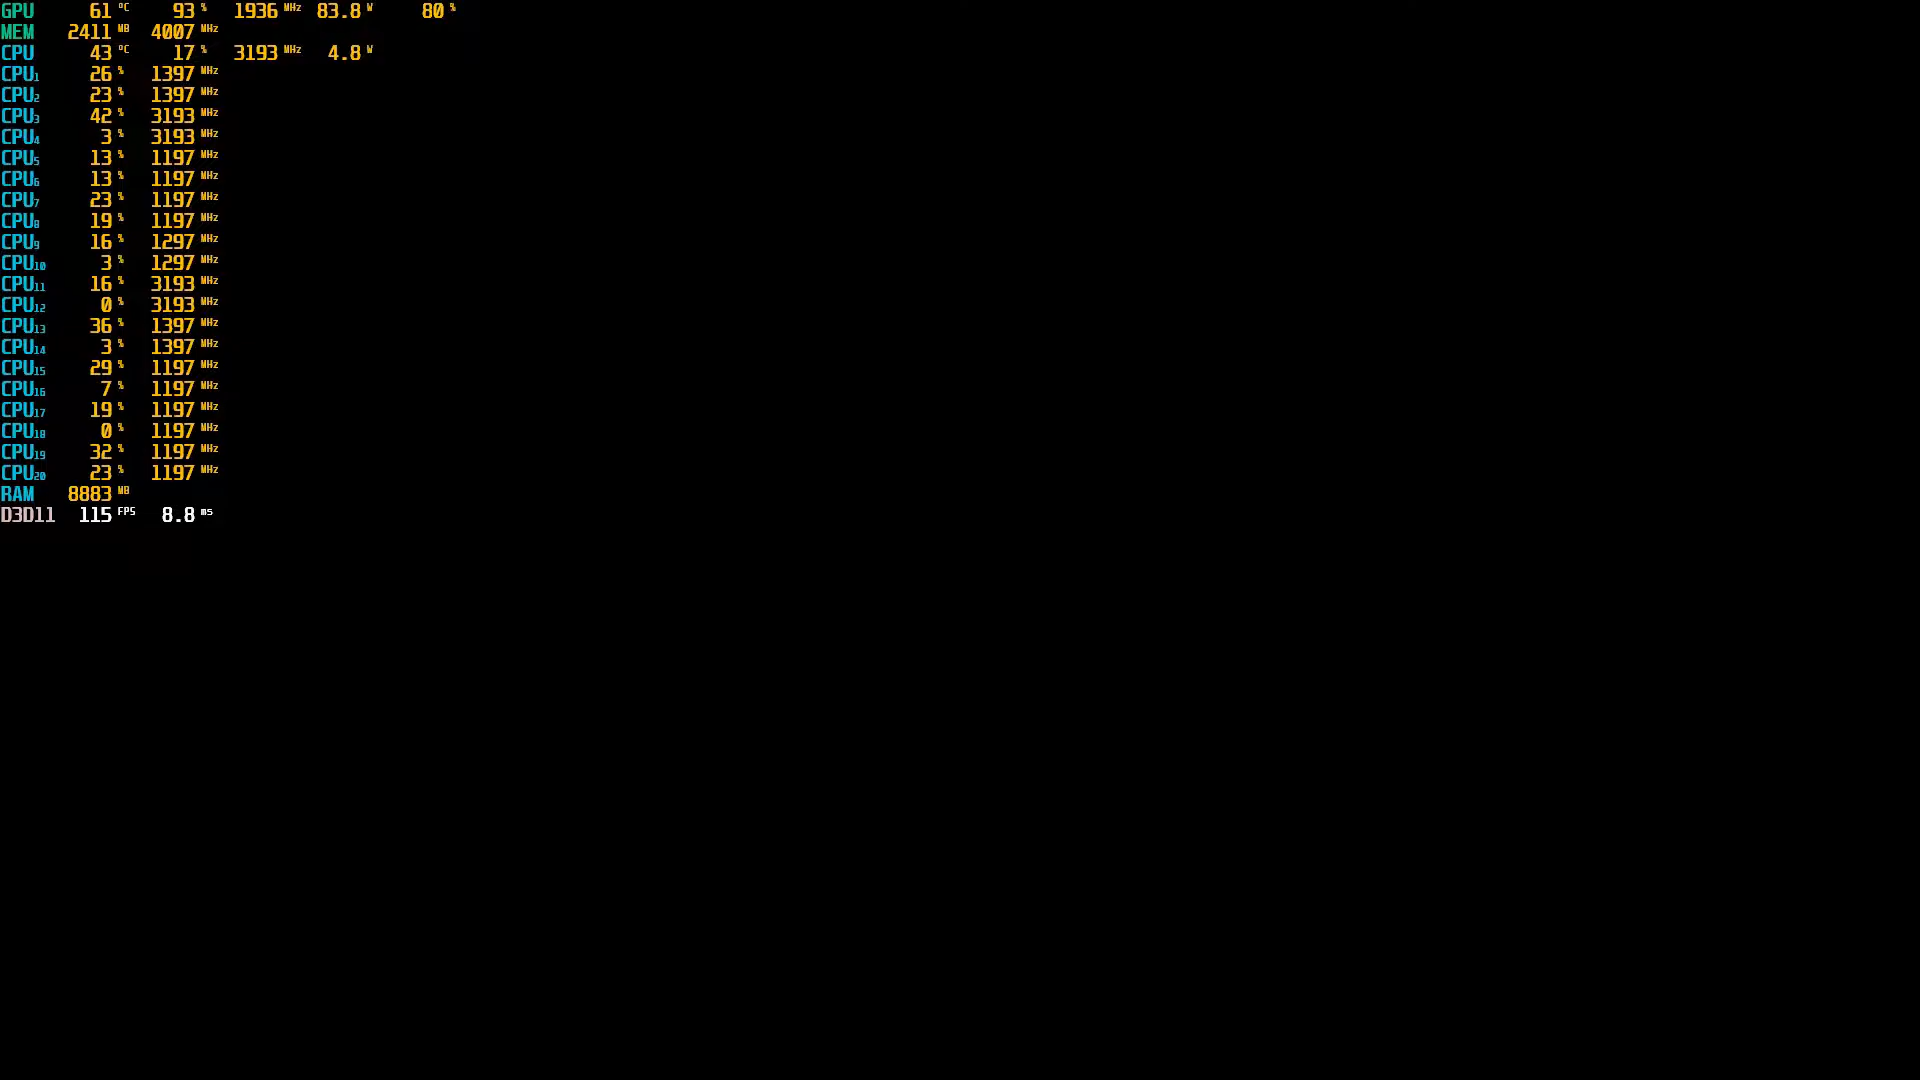 GPU 61 °C 93 % 1936 MHz 83.8 W 80 %
MEM 2411 MB 4007 MHz
CPU 43 °C 17 % 3193 MHz 4.8 W
CPU1 26 % 1397 MHz
CPU2 23 % 1397 MHz
CPU3 42 % 3193 MHz
CPU4 3 % 3193 MHz
CPU5 13 % 1197 MHz
CPU6 13 % 1197 MHz
CPU7 23 % 1197 MHz
CPU8 19 % 1197 MHz
CPU9 16 % 1297 MHz
CPU10 3 % 1297 MHz
CPU11 16 % 3193 MHz
CPU12 0 % 3193 MHz
CPU13 36 % 1397 MHz
CPU14 3 % 1397 MHz
CPU15 29 % 1197 MHz
CPU16 7 % 1197 MHz
CPU17 19 % 1197 MHz
CPU18 0 % 1197 MHz
CPU19 32 % 1197 MHz
CPU20 23 % 1197 MHz
RAM 8883 MB
D3D11 115 FPS 8.8 ms